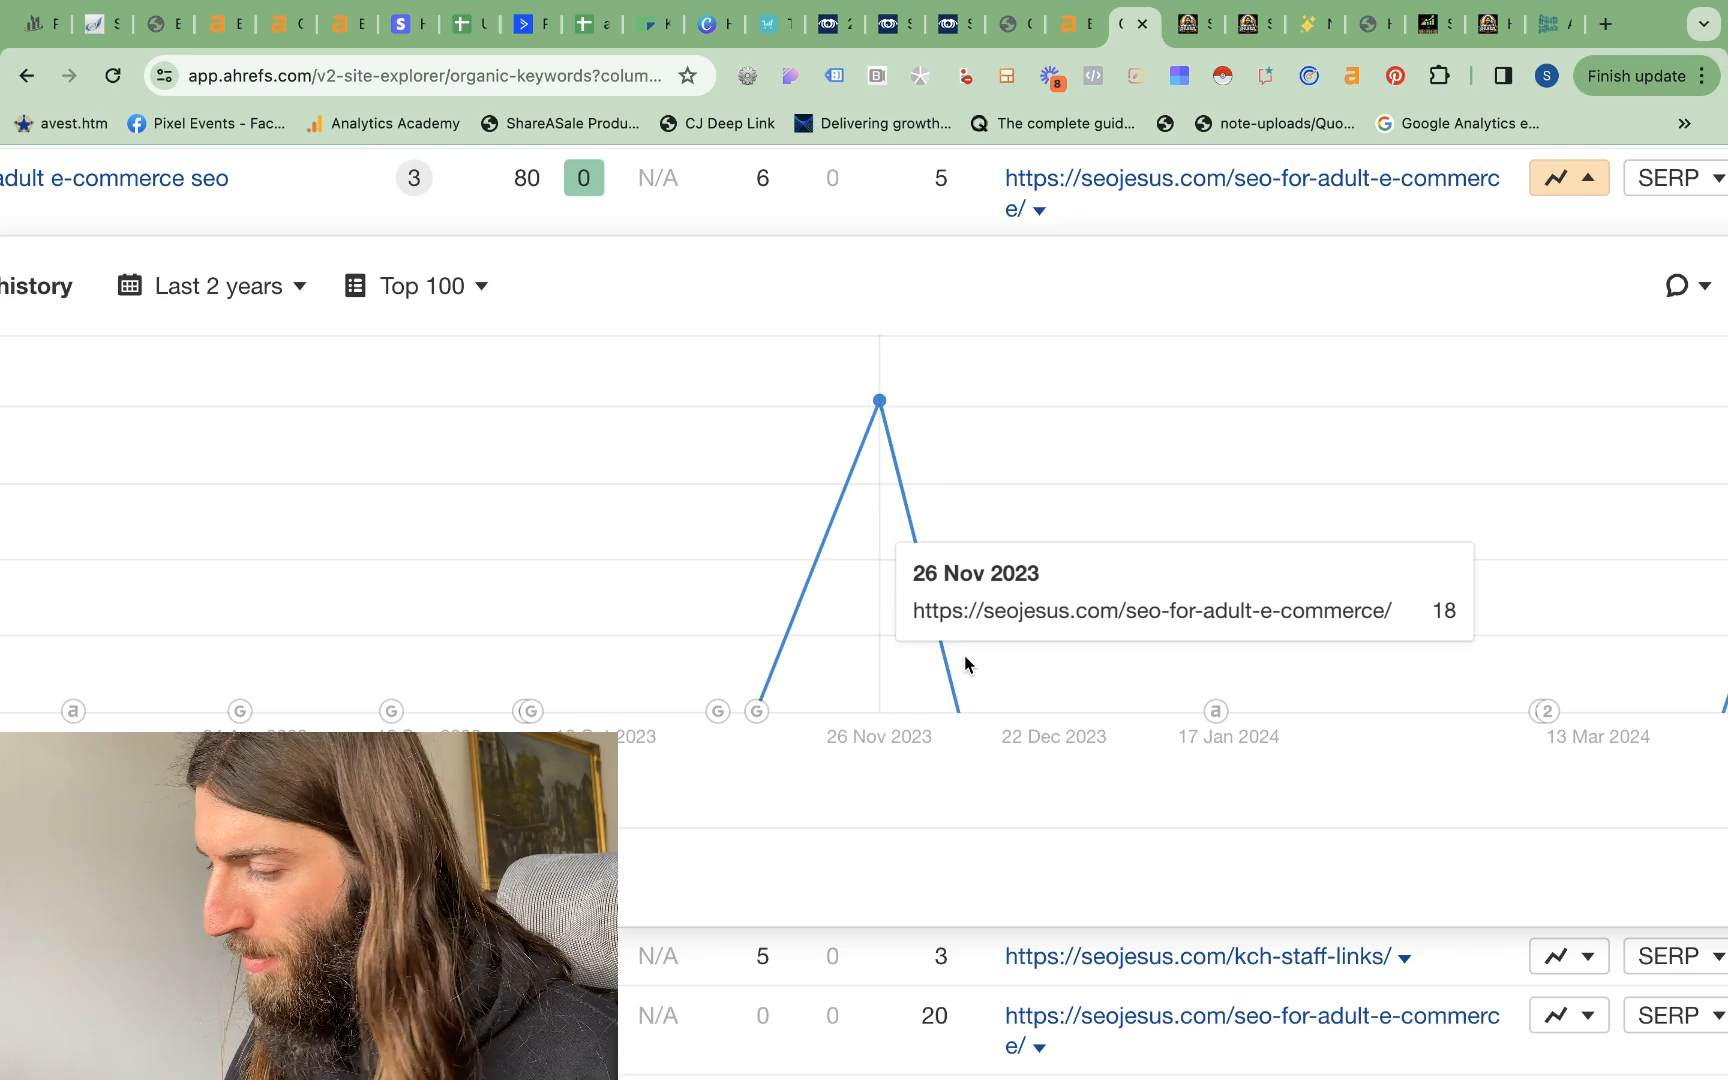 app.ahrefs.com/v2-site-explorer/organic-keywords?colum...
Finish update
avest.htm
Pixel Events - Fac...
Analytics Academy
ShareASale Produ...
CJ Deep Link
Delivering growth...
The complete guid...
note-uploads/Quo...
Google Analytics e...
adult e-commerce seo 3 80 0 N/A 6 0 5 https://seojesus.com/seo-for-adult-e-commerc SERP
e/
history Last 2 years Top 100
26 Nov 2023
https://seojesus.com/seo-for-adult-e-commerce/ 18
2023 26 Nov 2023 22 Dec 2023 17 Jan 2024 13 Mar 2024
N/A 5 0 3 https://seojesus.com/kch-staff-links/ SERP
N/A 0 0 20 https://seojesus.com/seo-for-adult-e-commerc SERP
e/